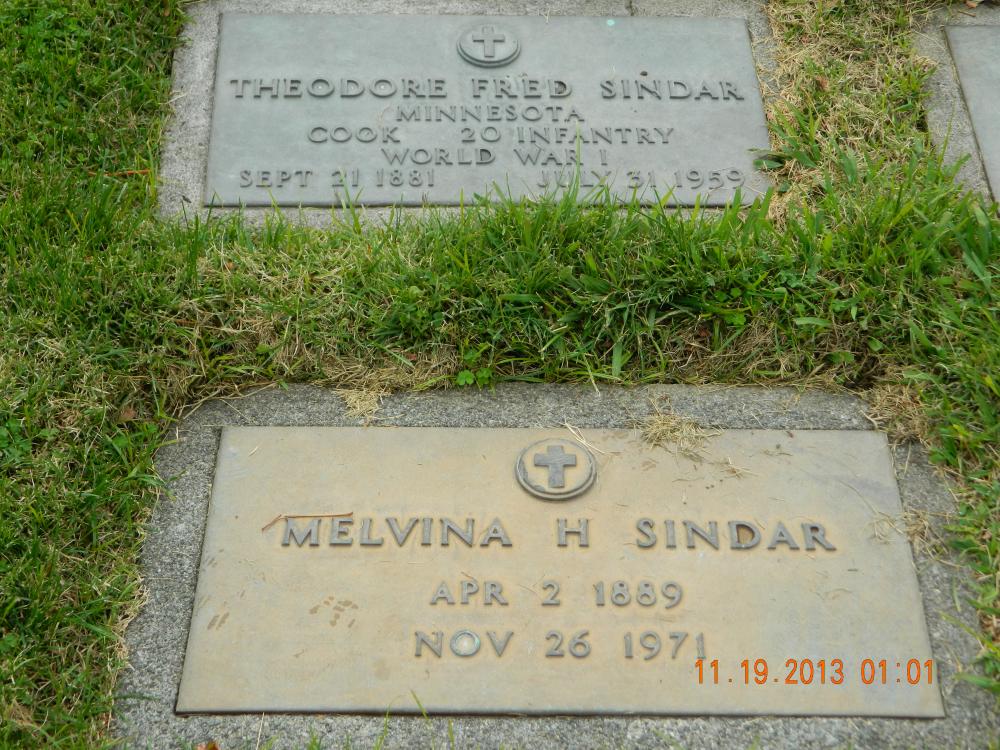 THEODORE FRED SINDAR
MINNESOTA
COOK 20 INFANTRY
WORLD WAR I
SEPT 21 1881 JULY 31 1959
MELVINA H SINDAR
APR 2 1889
NOV 26 1971
11.19.2013 01:01